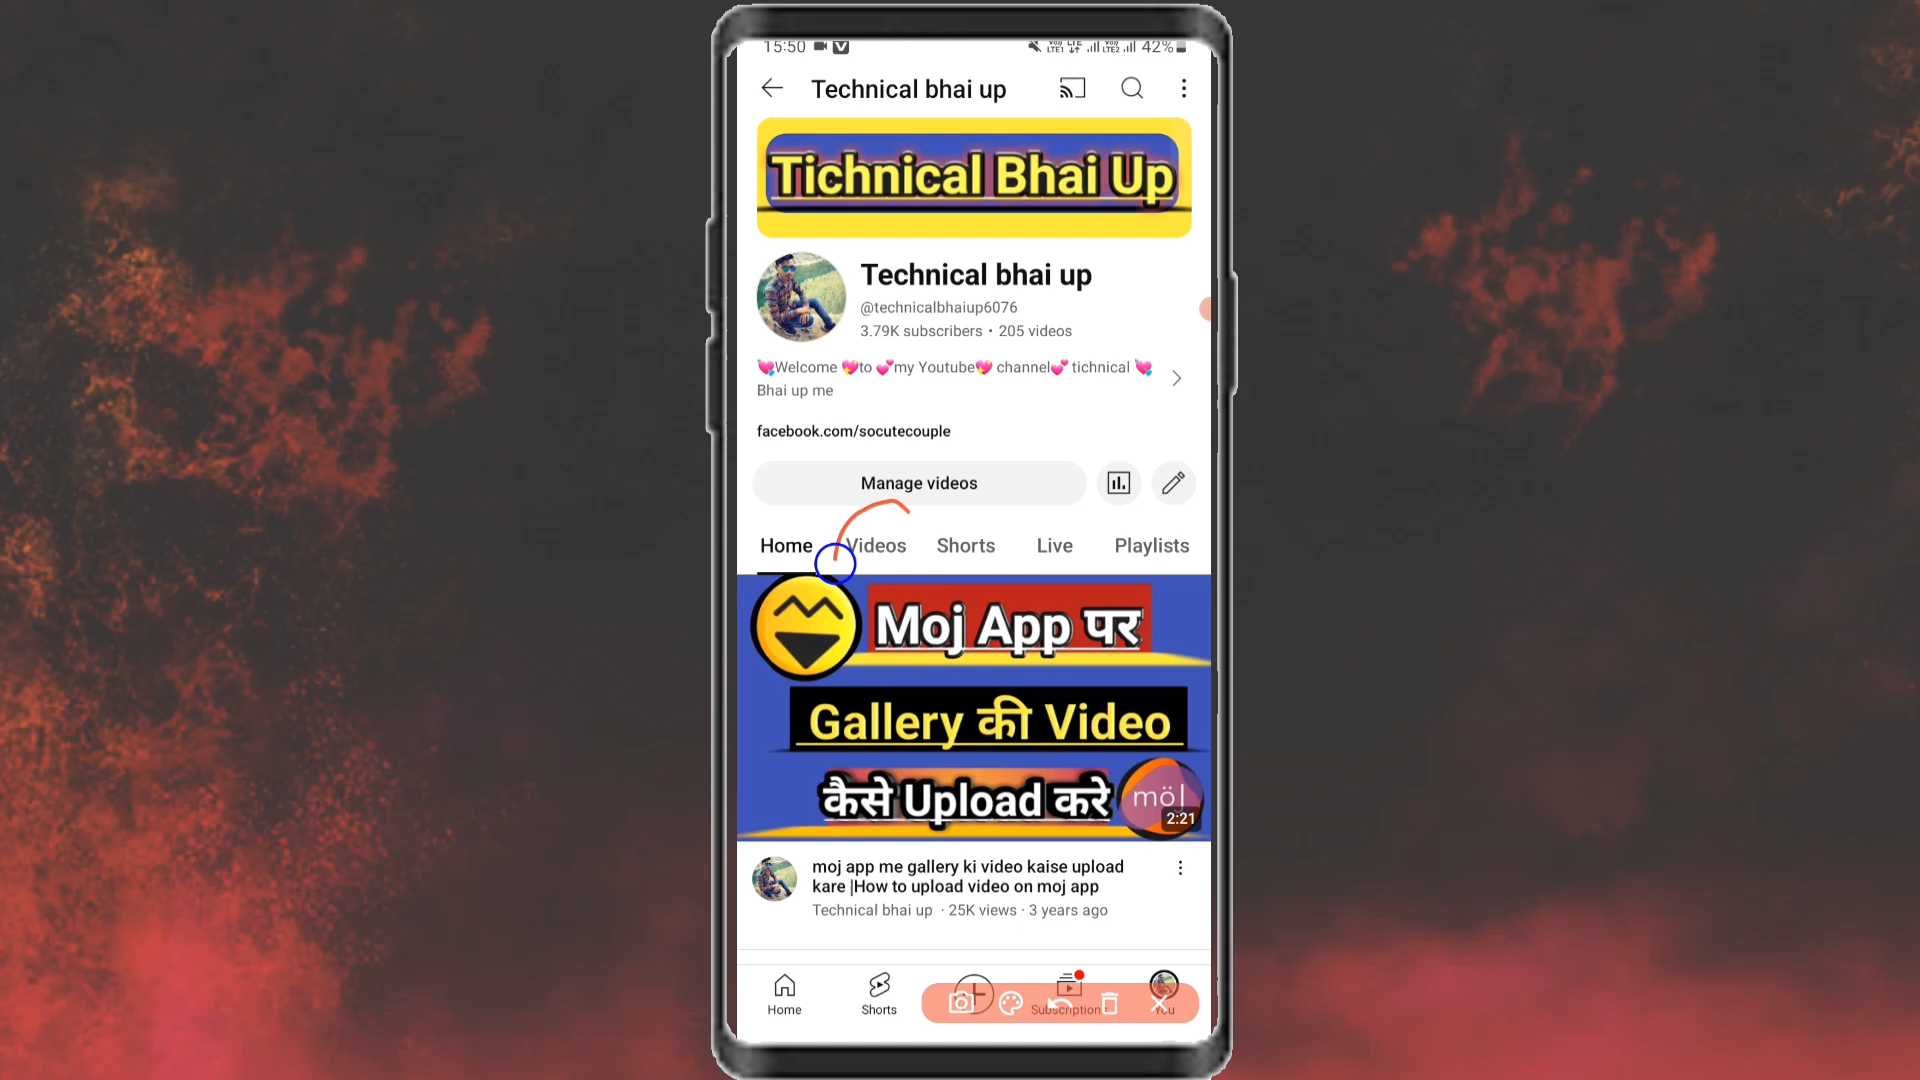 15:50 42%
Technical bhai up
Tichnical Bhai Up
Technical bhai up
@technicalbhaiup6076
3.79K subscribers • 205 videos
💘Welcome 💝to 💕my Youtube💝 channel💕 tichnical 💘
Bhai up me
facebook.com/socutecouple
Manage videos
Home Videos Shorts Live Playlists
Moj App पर
Gallery की Video
कैसे Upload करे
möj
2:21
moj app me gallery ki video kaise upload
kare |How to upload video on moj app
Technical bhai up · 25K views · 3 years ago
Home Shorts Subscription You